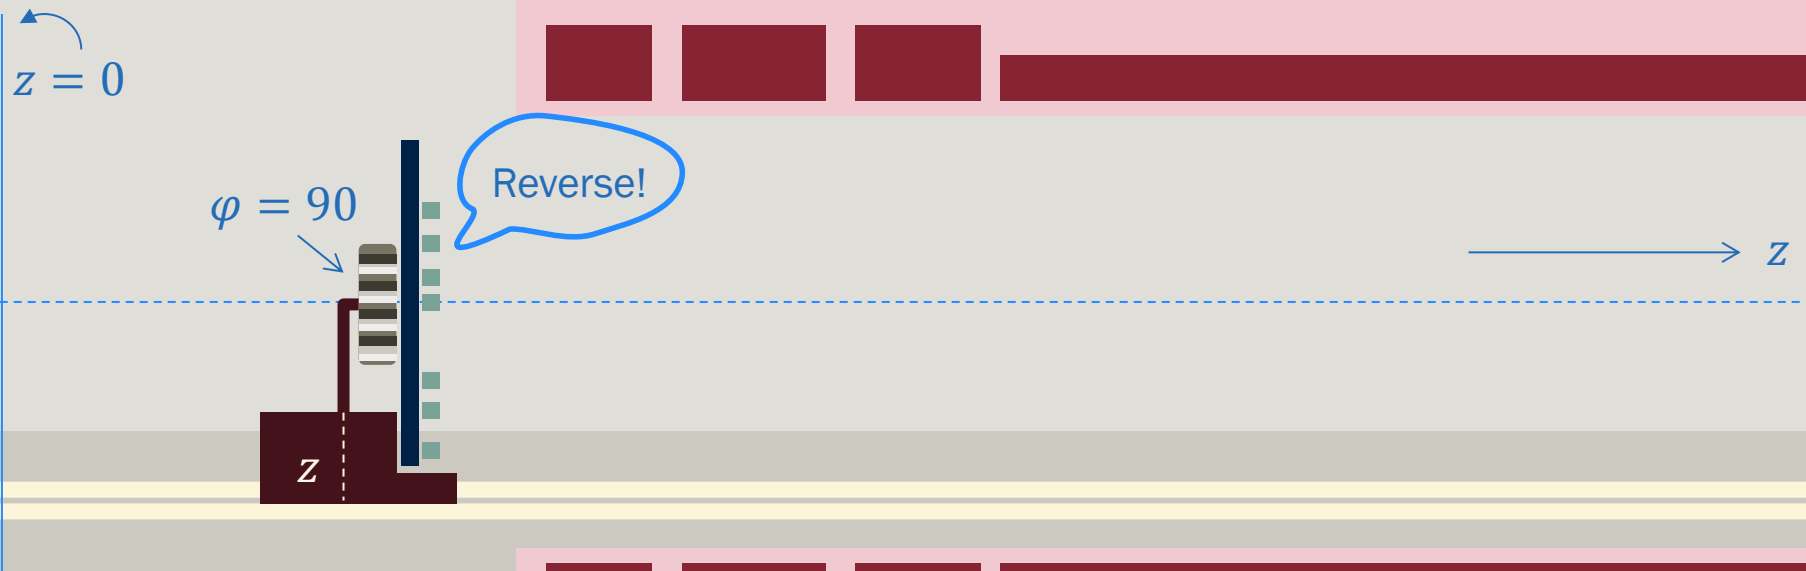 z = 0
Reverse!
φ = 90
z
z